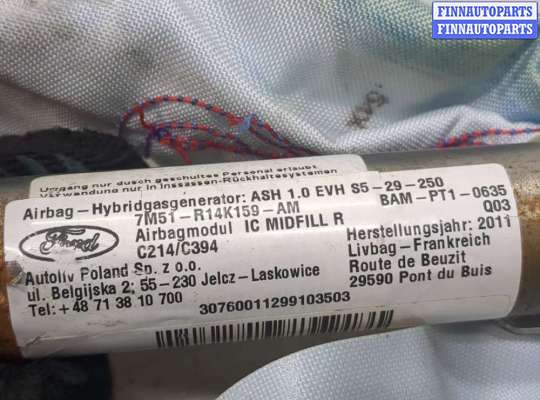 FINNAUTOPARTS
FINNAUTOPARTS
Umgang nur durch geschultes Personal erlaubt.
Verwendung nur in Insassen-Rückhaltesystemen
Airbag-Hybridgasgenerator: ASH 1.0 EVH S5-29-250
7M51-R14K159-AM BAM-PT1-0635
Airbagmodul IC MIDFILL R Q03
Ford C214/C394 Herstellungsjahr: 2011
Autoliv Poland Sp. z o.o. Livbag-Frankreich
ul. Belgijska 2; 55-230 Jelcz-Laskowice Route de Beuzit
Tel: +48 71 38 10 700 29590 Pont du Buis
30760011299103503